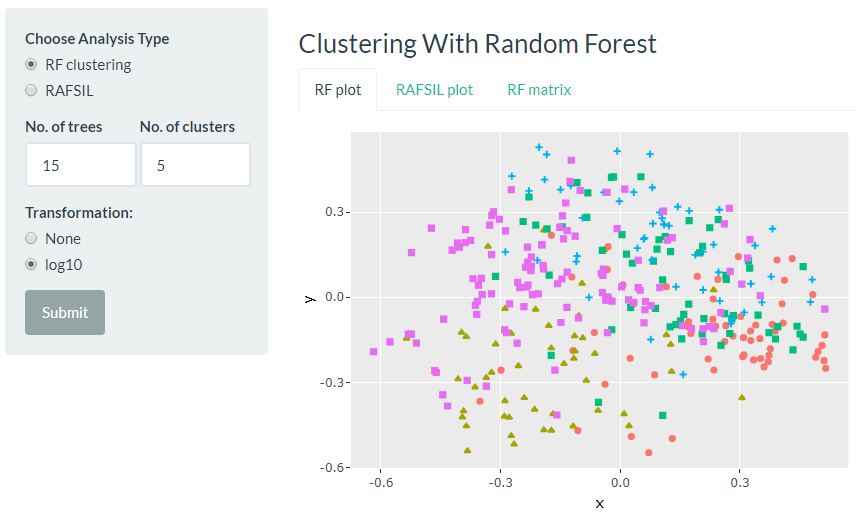 Choose Analysis Type
RF clustering
RAFSIL
No. of trees No. of clusters
15 5
Transformation:
None
log10
Submit
Clustering With Random Forest
RF plot RAFSIL plot RF matrix
0.3
0.0
-0.3
-0.6
y
-0.6 -0.3 0.0 0.3
x